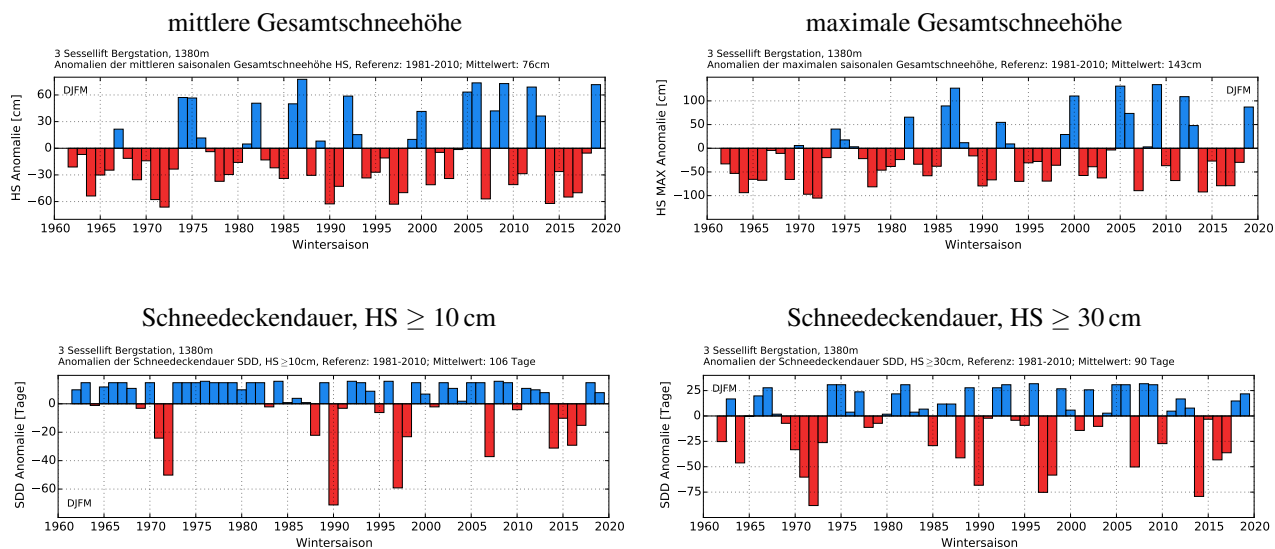 mittlere Gesamtschneehöhe
3 Sessellift Bergstation, 1380m
Anomalien der mittleren saisonalen Gesamtschneehöhe HS, Referenz: 1981-2010; Mittelwert: 76cm
DJFM
HS Anomalie [cm]
60
30
0
−30
−60
1960 1965 1970 1975 1980 1985 1990 1995 2000 2005 2010 2015 2020
Wintersaison
maximale Gesamtschneehöhe
3 Sessellift Bergstation, 1380m
Anomalien der maximalen saisonalen Gesamtschneehöhe, Referenz: 1981-2010; Mittelwert: 143cm
DJFM
HS MAX Anomalie [cm]
100
50
0
−50
−100
1960 1965 1970 1975 1980 1985 1990 1995 2000 2005 2010 2015 2020
Wintersaison
Schneedeckendauer, HS ≥ 10 cm
3 Sessellift Bergstation, 1380m
Anomalien der Schneedeckendauer SDD, HS ≥10cm, Referenz: 1981-2010; Mittelwert: 106 Tage
SDD Anomalie [Tage]
0
−20
−40
−60
DJFM
1960 1965 1970 1975 1980 1985 1990 1995 2000 2005 2010 2015 2020
Wintersaison
Schneedeckendauer, HS ≥ 30 cm
3 Sessellift Bergstation, 1380m
Anomalien der Schneedeckendauer SDD, HS ≥30cm, Referenz: 1981-2010; Mittelwert: 90 Tage
DJFM
SDD Anomalie [Tage]
25
0
−25
−50
−75
1960 1965 1970 1975 1980 1985 1990 1995 2000 2005 2010 2015 2020
Wintersaison